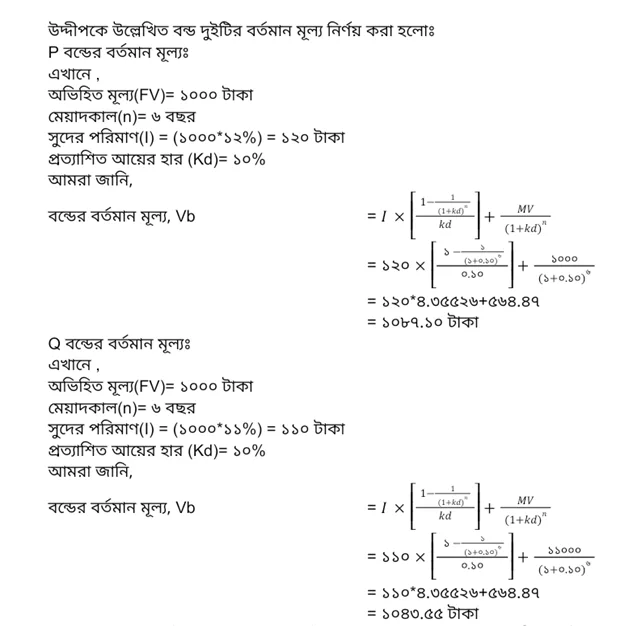 উদ্দীপকে উল্লেখিত বন্ড দুইটির বর্তমান মূল্য নির্ণয় করা হলোঃ
P বন্ডের বর্তমান মূল্যঃ
এখানে ,
অভিহিত মূল্য(FV)= ১০০০ টাকা
মেয়াদকাল(n)= ৬ বছর
সুদের পরিমাণ(I) = (১০০০*১২%) = ১২০ টাকা
প্রত্যাশিত আয়ের হার (Kd)= ১০%
আমরা জানি,
বন্ডের বর্তমান মূল্য, Vb = I × [(1−1/(1+kd)^n)/kd] + MV/(1+kd)^n
= ১২০ × [(১−১/(১+০.১০)^৬)/০.১০] + ১০০০/(১+০.১০)^৬
= ১২০*৪.৩৫৫২৬+৫৬৪.৪৭
= ১০৮৭.১০ টাকা
Q বন্ডের বর্তমান মূল্যঃ
এখানে ,
অভিহিত মূল্য(FV)= ১০০০ টাকা
মেয়াদকাল(n)= ৬ বছর
সুদের পরিমাণ(I) = (১০০০*১১%) = ১১০ টাকা
প্রত্যাশিত আয়ের হার (Kd)= ১০%
আমরা জানি,
বন্ডের বর্তমান মূল্য, Vb = I × [(1−1/(1+kd)^n)/kd] + MV/(1+kd)^n
= ১১০ × [(১−১/(১+০.১০)^৬)/০.১০] + ১১০০০/(১+০.১০)^৬
= ১১০*৪.৩৫৫২৬+৫৬৪.৪৭
= ১০৪৩.৫৫ টাকা